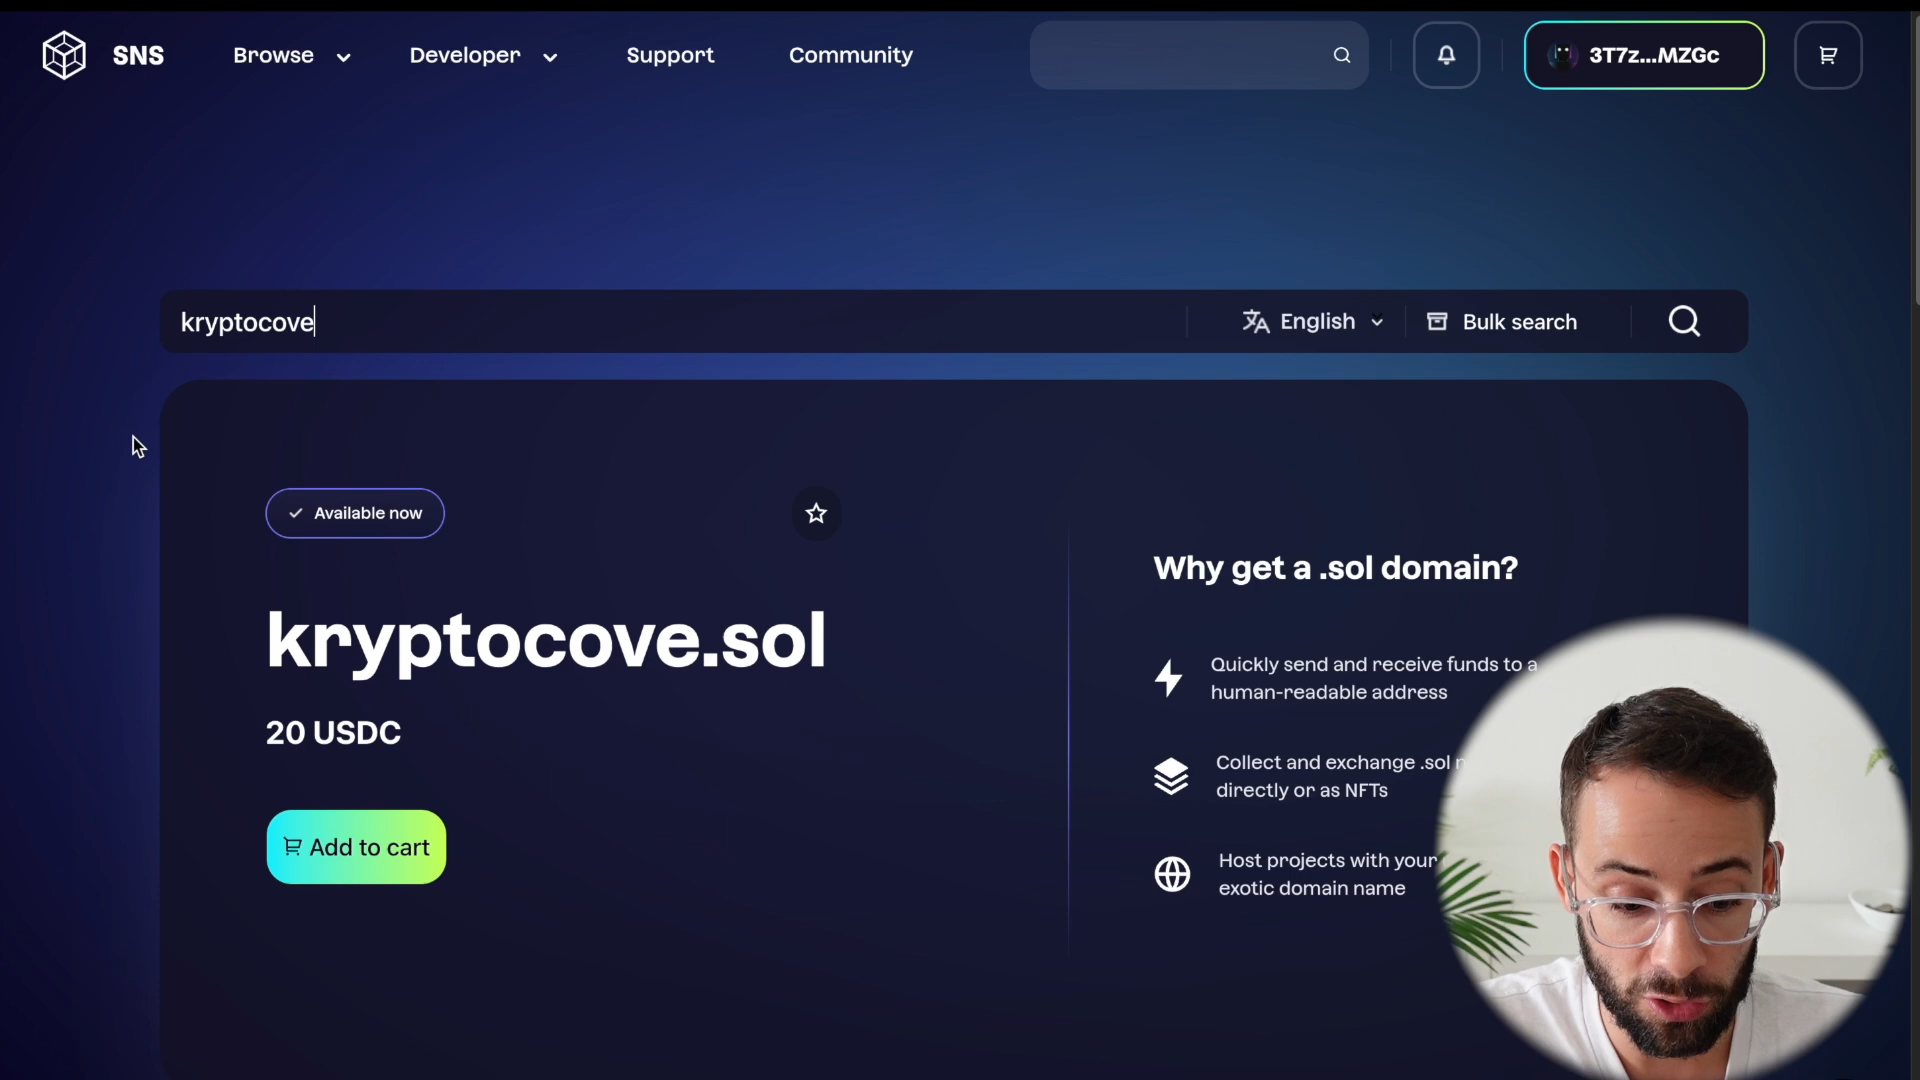 SNS
Browse
Developer
Support
Community
3T7z...MZGc
kryptocove
English
Bulk search
Available now
kryptocove.sol
20 USDC
Add to cart
Why get a .sol domain?
Quickly send and receive funds to a
human-readable address
Collect and exchange .sol
directly or as NFTs
Host projects with your
exotic domain name